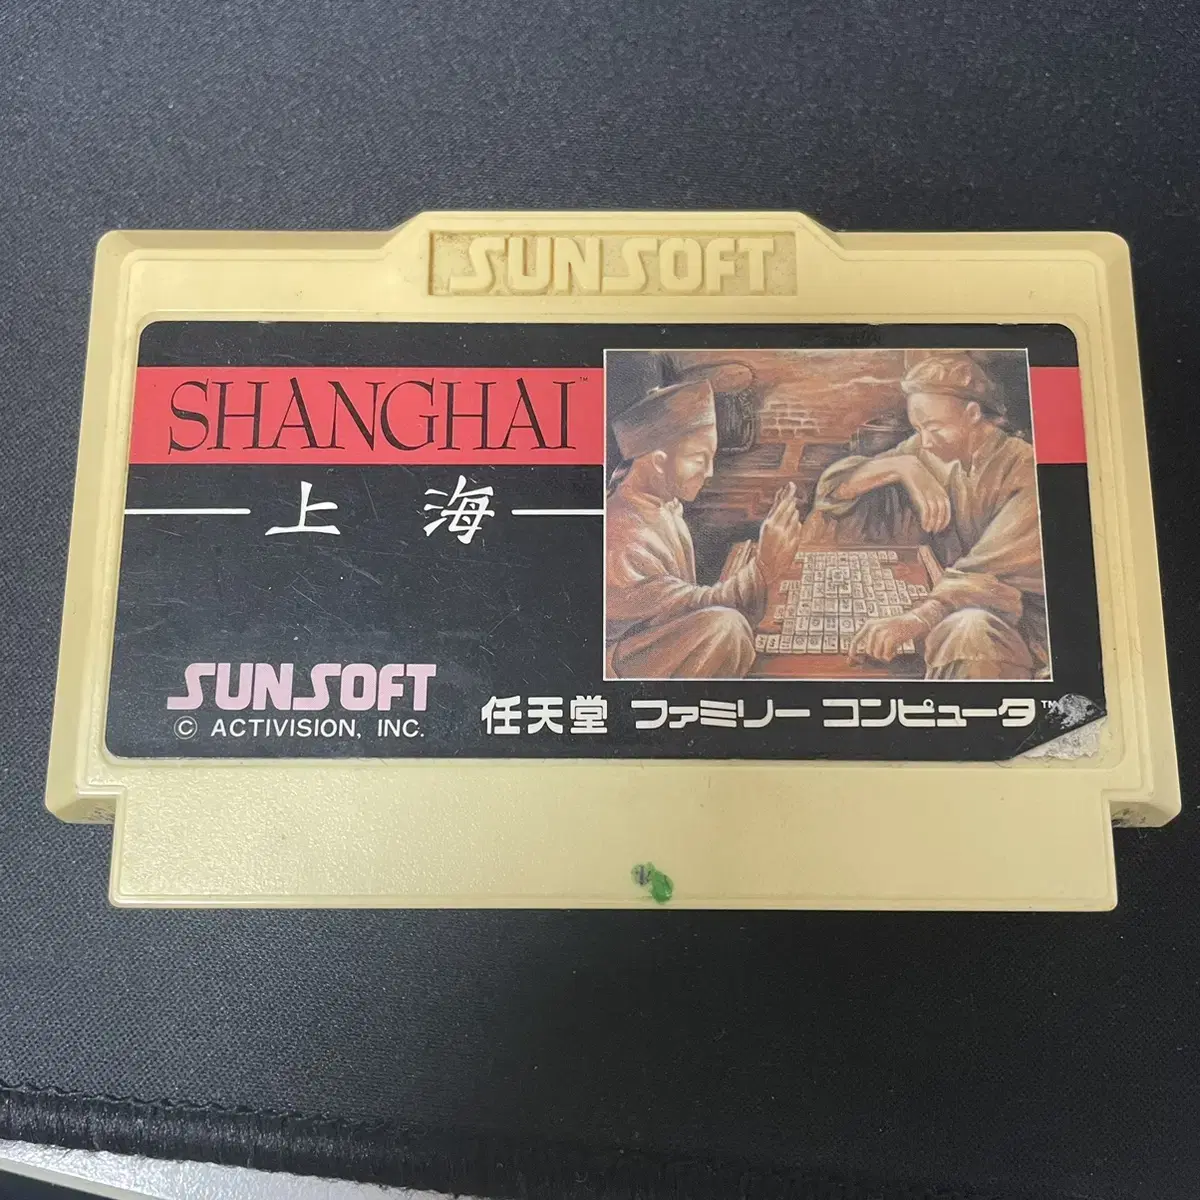 SUNSOFT
SHANGHAI™
上海
SUNSOFT
© ACTIVISION, INC.
任天堂 ファミリー コンピュータ™